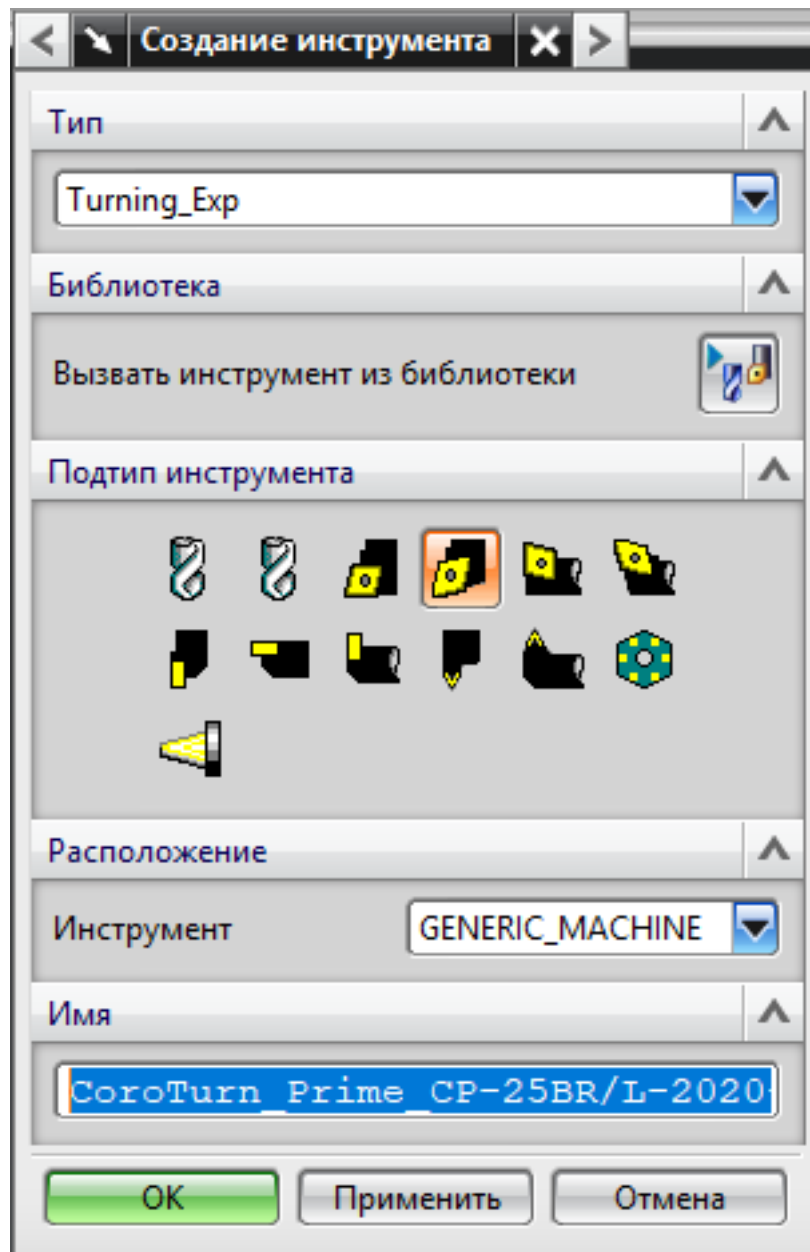 Создание инструмента
Тип
Turning_Exp
Библиотека
Вызвать инструмент из библиотеки
Подтип инструмента
Расположение
Инструмент GENERIC_MACHINE
Имя
CoroTurn_Prime_CP-25BR/L-2020-
OK Применить Отмена